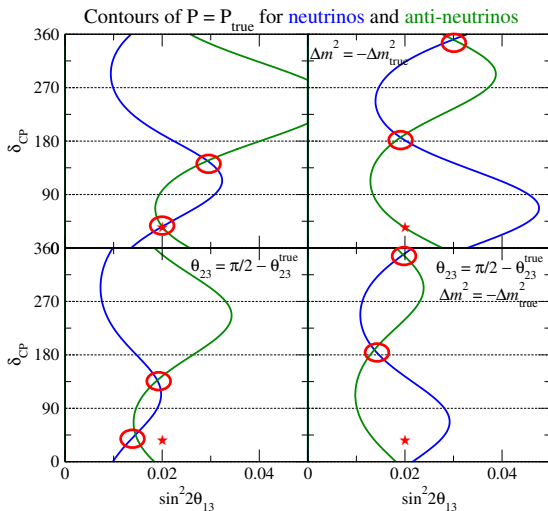 Contours of P = P_true for neutrinos and anti-neutrinos
360
270
180
90
δ_CP
Δm² = −Δm²_true
360
270
180
90
0
δ_CP
θ_23 = π/2 − θ_23^true
θ_23 = π/2 − θ_23^true
Δm² = −Δm²_true
0 0.02 0.04 0.02 0.04
sin²2θ_13 sin²2θ_13